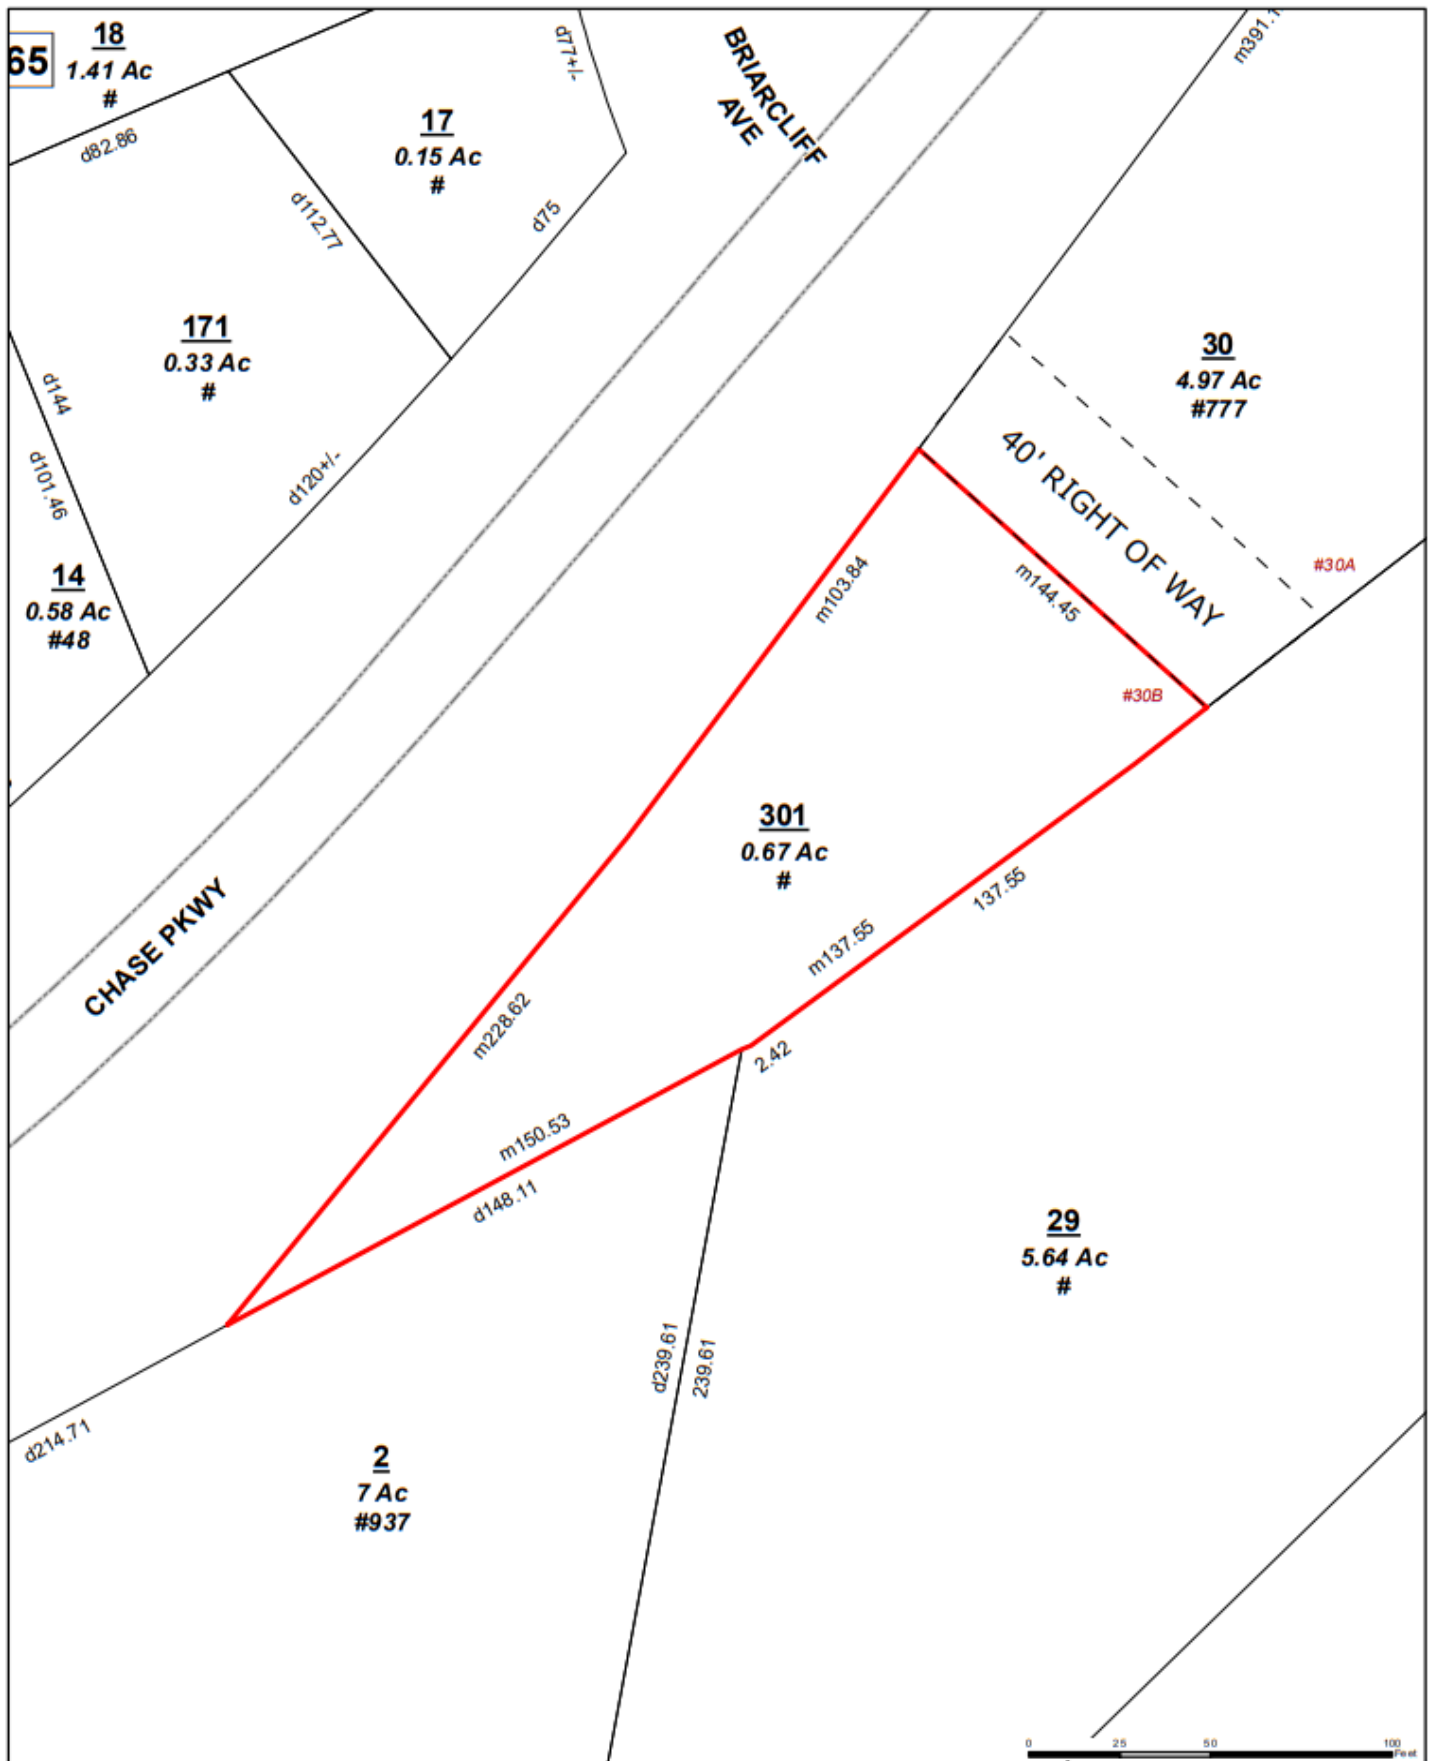 65
18
1.41 Ac
#
d82.86
d77+/-
BRIARCLIFF
AVE
17
0.15 Ac
#
d75
d112.77
171
0.33 Ac
#
d144
d101.46
d120+/-
14
0.58 Ac
#48
30
4.97 Ac
#777
40' RIGHT OF WAY
#30A
m144.45
#30B
m103.84
301
0.67 Ac
#
137.55
m137.55
CHASE PKWY
m228.62
2.42
m150.53
d148.11
29
5.64 Ac
#
d239.61
239.61
d214.71
2
7 Ac
#937
0 25 50 100
Feet